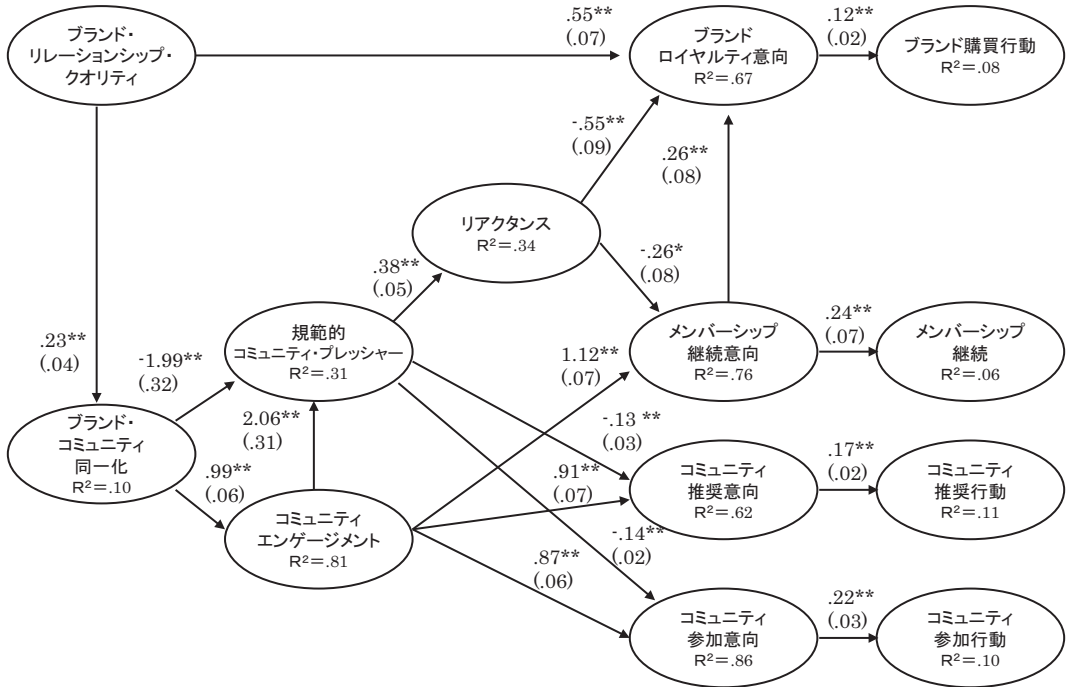 ブランド・
リレーションシップ・
クオリティ
.55**
(.07)
ブランド
ロイヤルティ意向
R²=.67
.12**
(.02)
ブランド購買行動
R²=.08
-.55**
(.09)
.26**
(.08)
リアクタンス
R²=.34
-.26*
(.08)
.38**
(.05)
.23**
(.04)
-1.99**
(.32)
規範的
コミュニティ・プレッシャー
R²=.31
1.12**
(.07)
メンバーシップ
継続意向
R²=.76
.24**
(.07)
メンバーシップ
継続
R²=.06
ブランド・
コミュニティ
同一化
R²=.10
2.06**
(.31)
.99**
(.06)
-.13 **
(.03)
.91**
(.07)
コミュニティ
推奨意向
R²=.62
.17**
(.02)
コミュニティ
推奨行動
R²=.11
コミュニティ
エンゲージメント
R²=.81
-.14**
(.02)
.87**
(.06)
コミュニティ
参加意向
R²=.86
.22**
(.03)
コミュニティ
参加行動
R²=.10